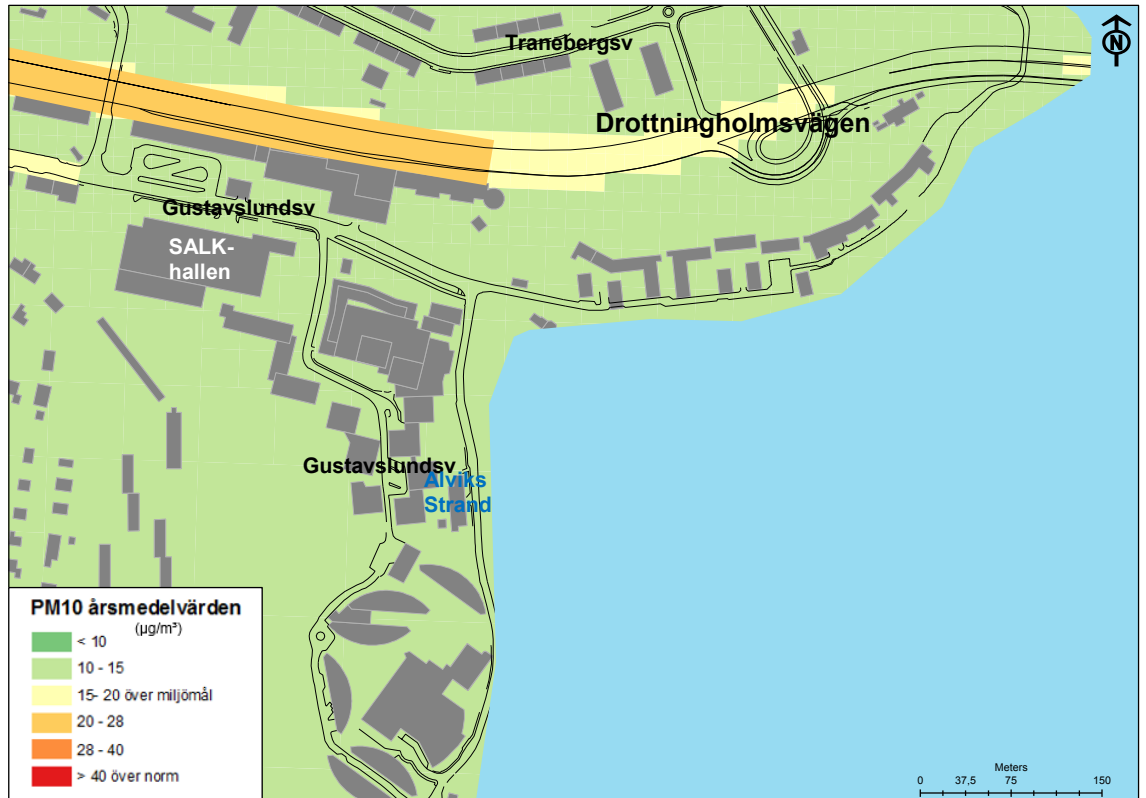 Tranebergsv
N
Drottningholmsvägen
Gustavslundsv
SALK-
hallen
Gustavslundsv
Alviks
Strand
PM10 årsmedelvärden
(µg/m³)
< 10
10 - 15
15- 20 över miljömål
20 - 28
28 - 40
> 40 över norm
Meters
0 37,5 75 150